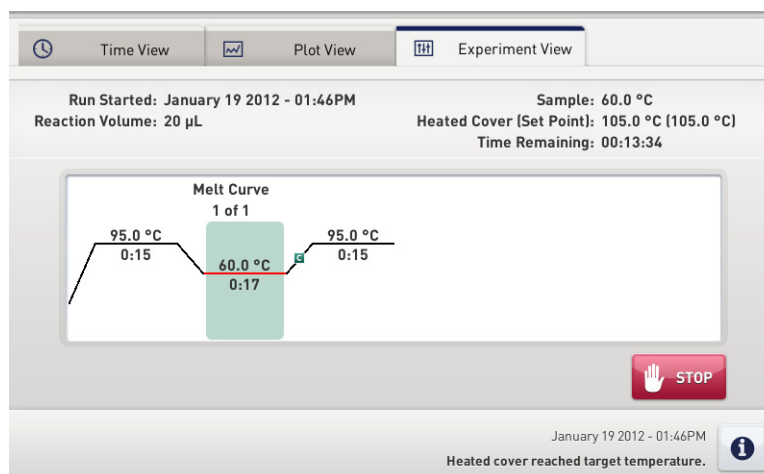 Time View
Plot View
Experiment View
Run Started: January 19 2012 - 01:46PM
Reaction Volume: 20 µL
Sample: 60.0 °C
Heated Cover (Set Point): 105.0 °C (105.0 °C)
Time Remaining: 00:13:34
Melt Curve
1 of 1
95.0 °C
0:15
60.0 °C
0:17
C
95.0 °C
0:15
STOP
January 19 2012 - 01:46PM
Heated cover reached target temperature.
i